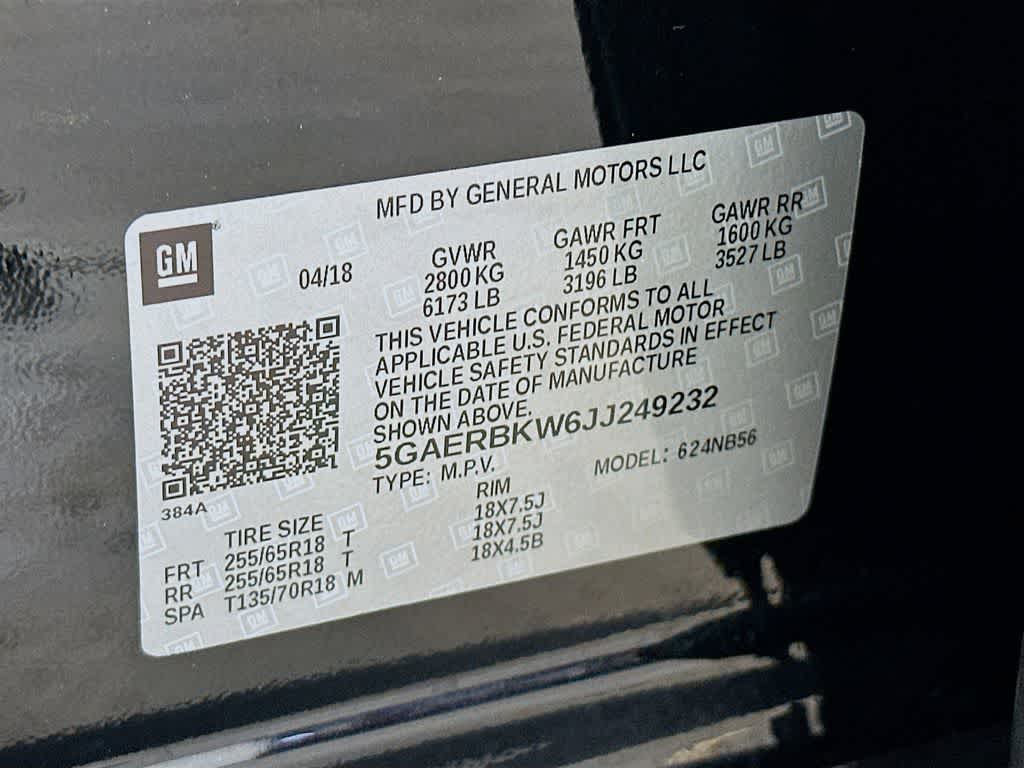 MFD BY GENERAL MOTORS LLC
GM®
04/18
GVWR
2800 KG
6173 LB
GAWR FRT
1450 KG
3196 LB
GAWR RR
1600 KG
3527 LB
THIS VEHICLE CONFORMS TO ALL
APPLICABLE U.S. FEDERAL MOTOR
VEHICLE SAFETY STANDARDS IN EFFECT
ON THE DATE OF MANUFACTURE
SHOWN ABOVE.
5GAERBKW6JJ249232
TYPE: M.P.V. MODEL: 624NB56
384A
TIRE SIZE RIM
FRT 255/65R18 T 18X7.5J
RR 255/65R18 T 18X7.5J
SPA T135/70R18 M 18X4.5B